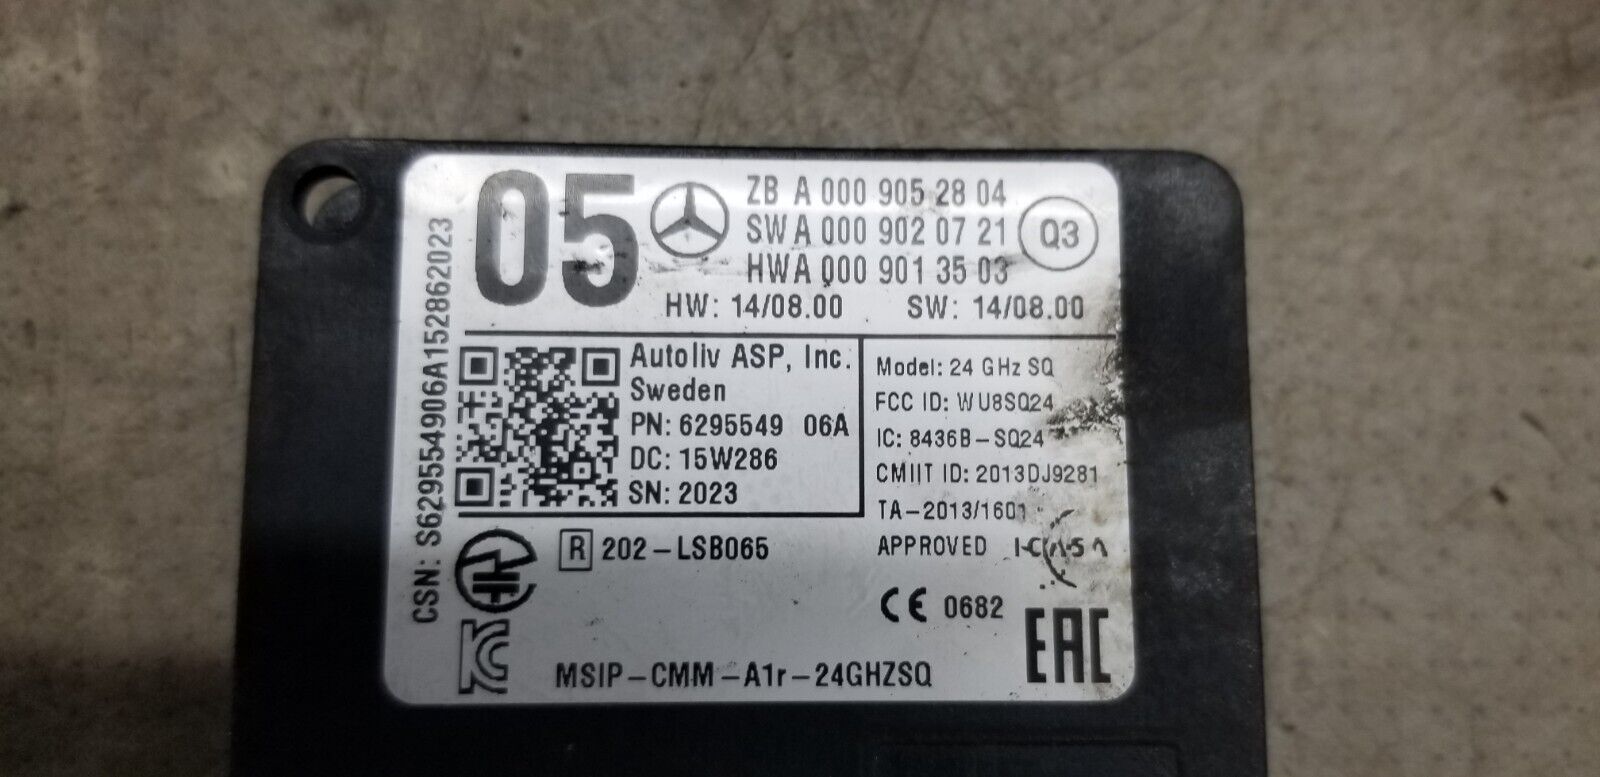 05
ZB A 000 905 28 04
SW A 000 902 07 21
HW A 000 901 35 03
Q3
HW: 14/08.00 SW: 14/08.00
CSN: S629554906A152862023
Autoliv ASP, Inc.
Sweden
PN: 6295549 06A
DC: 15W286
SN: 2023
Model: 24 GHz SQ
FCC ID: WU8SQ24
IC: 8436B-SQ24
CMIIT ID: 2013DJ9281
TA-2013/1601
APPROVED
R 202-LSB065
CE 0682
EAC
KC
MSIP-CMM-A1r-24GHZSQ